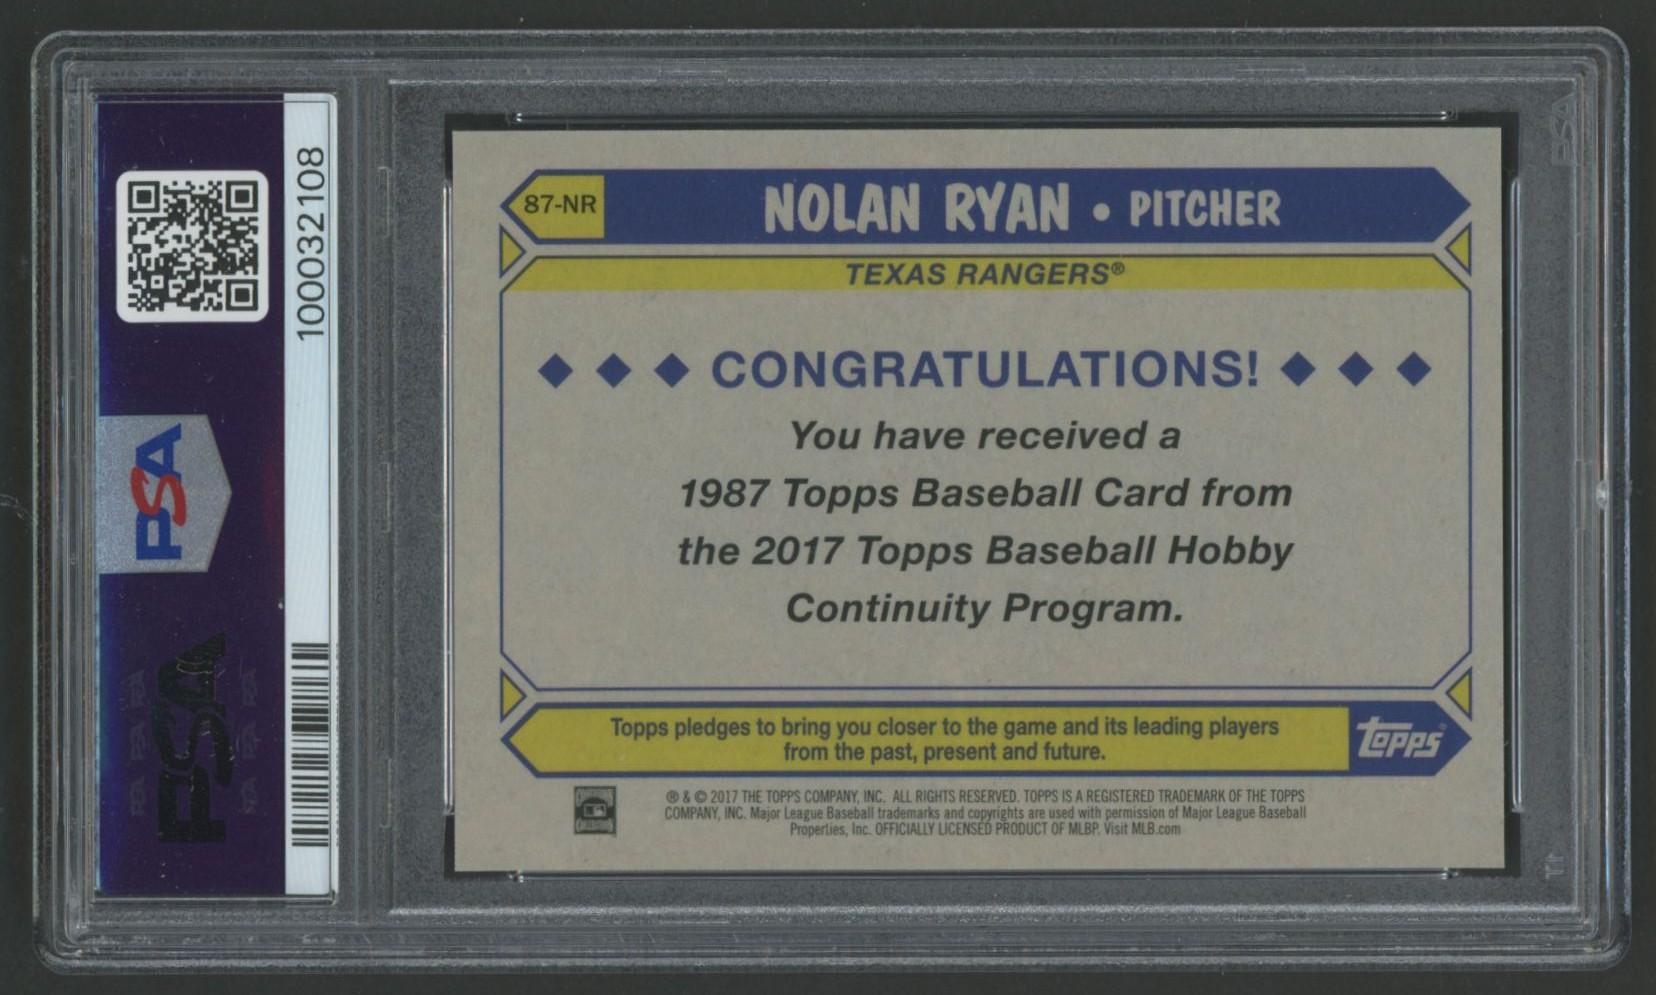 100032108
PSA
PSA
87-NR
NOLAN RYAN • PITCHER
TEXAS RANGERS®
◆ ◆ ◆ CONGRATULATIONS! ◆ ◆ ◆
You have received a
1987 Topps Baseball Card from
the 2017 Topps Baseball Hobby
Continuity Program.
Topps pledges to bring you closer to the game and its leading players
from the past, present and future.
topps®
® & © 2017 THE TOPPS COMPANY, INC. ALL RIGHTS RESERVED. TOPPS IS A REGISTERED TRADEMARK OF THE TOPPS
COMPANY, INC. Major League Baseball trademarks and copyrights are used with permission of Major League Baseball
Properties, Inc. OFFICIALLY LICENSED PRODUCT OF MLBP. Visit MLB.com
PSA